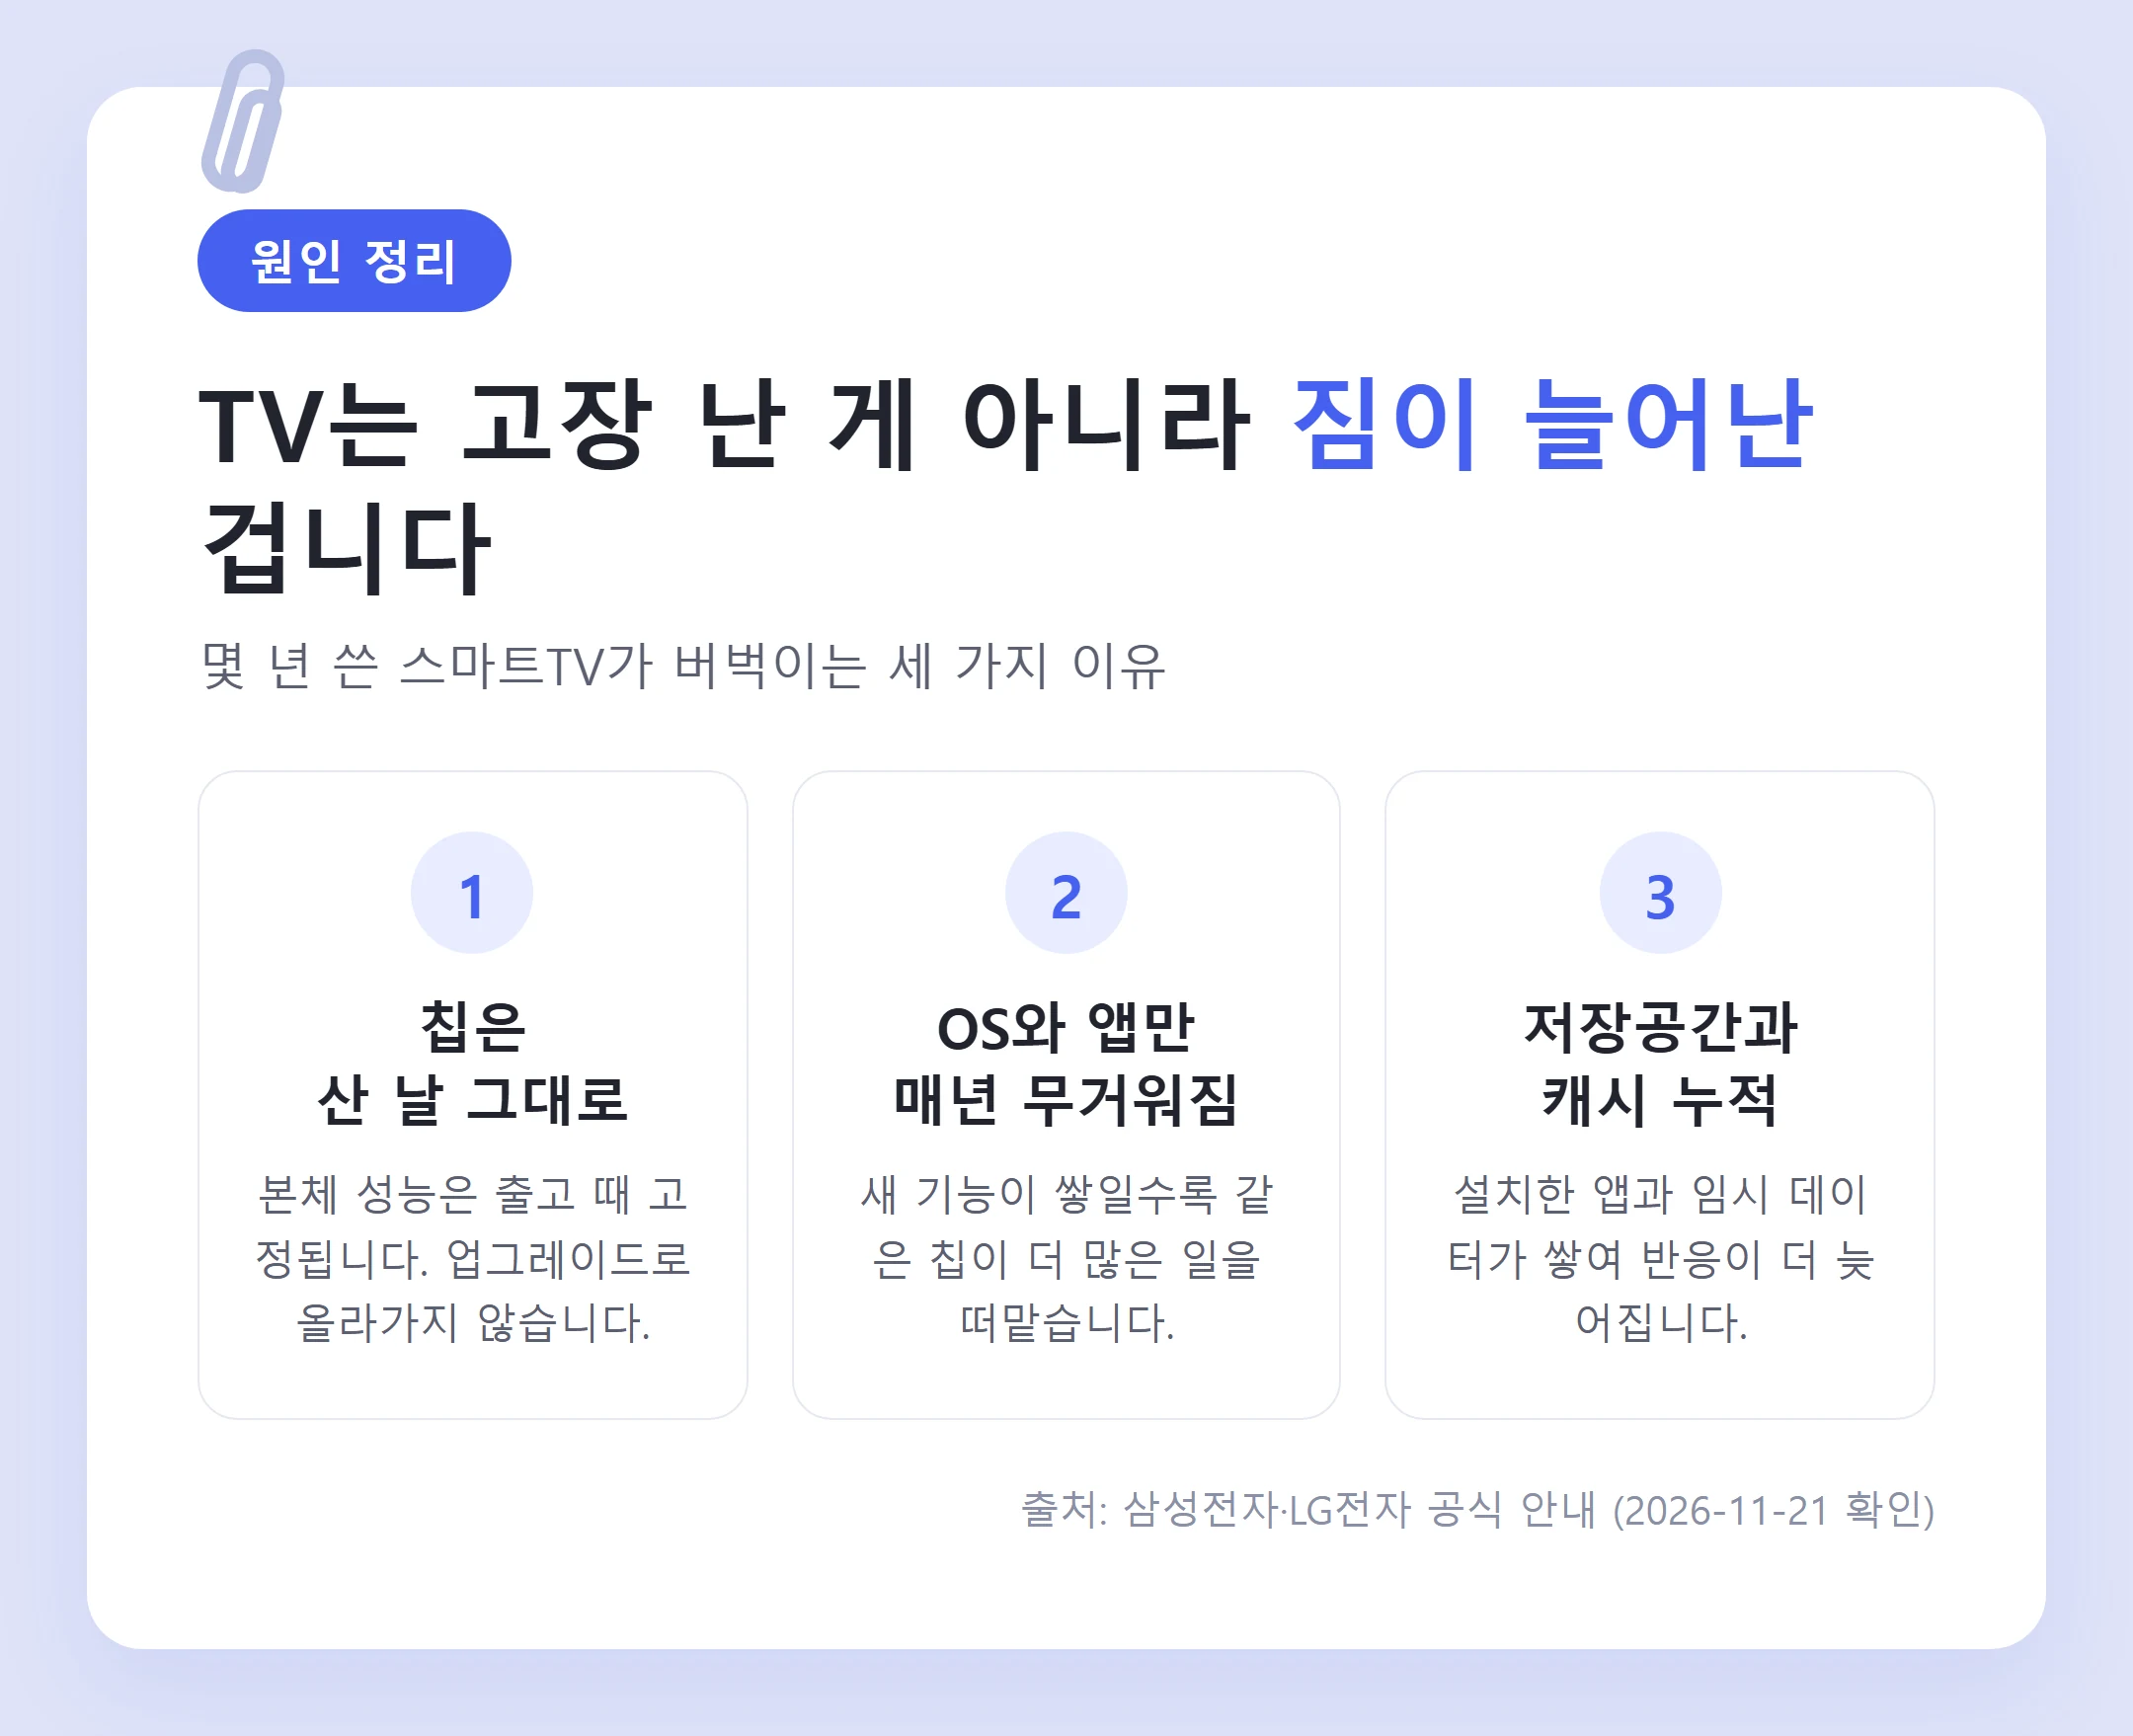 원인 정리
TV는 고장 난 게 아니라 짐이 늘어난
겁니다
몇 년 쓴 스마트TV가 버벅이는 세 가지 이유
1
칩은
산 날 그대로
본체 성능은 출고 때 고
정됩니다. 업그레이드로
올라가지 않습니다.
2
OS와 앱만
매년 무거워짐
새 기능이 쌓일수록 같
은 칩이 더 많은 일을
떠맡습니다.
3
저장공간과
캐시 누적
설치한 앱과 임시 데이
터가 쌓여 반응이 더 늦
어집니다.
출처: 삼성전자·LG전자 공식 안내 (2026-11-21 확인)